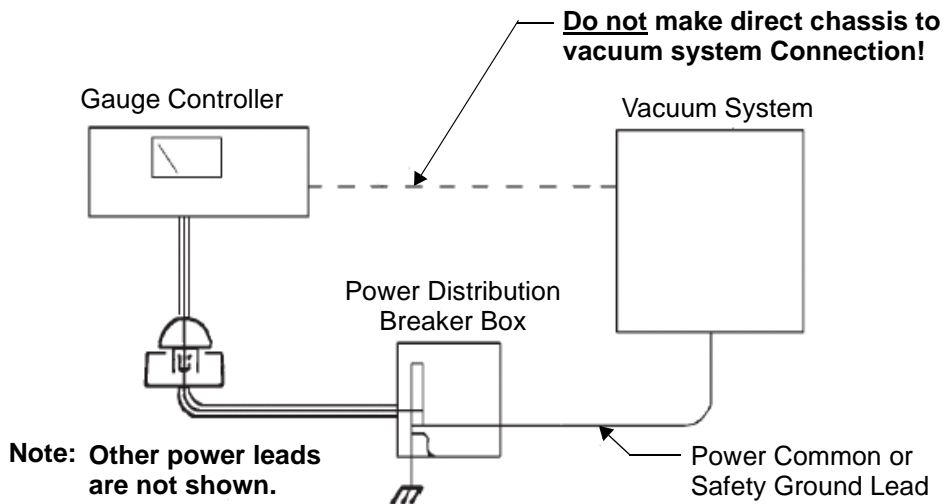 Do not make direct chassis to
vacuum system Connection!
Gauge Controller
Vacuum System
Power Distribution
Breaker Box
Note: Other power leads
are not shown.
Power Common or
Safety Ground Lead